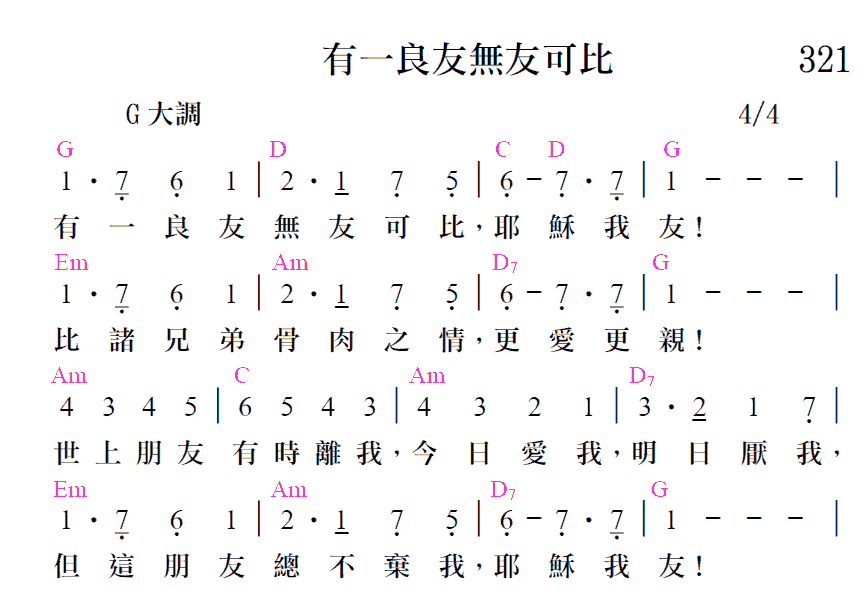 有一良友無友可比 321
G 大調 4/4
G D C D G
1 · 7̣ 6̣ 1 | 2 · 1 7̣ 5̣ | 6̣ － 7̣ · 7̣ | 1 － － － |
有 一 良 友 無 友 可 比，耶 穌 我 友！
Em Am D7 G
1 · 7̣ 6̣ 1 | 2 · 1 7̣ 5̣ | 6̣ － 7̣ · 7̣ | 1 － － － |
比 諸 兄 弟 骨 肉 之 情，更 愛 更 親！
Am C Am D7
4 3 4 5 | 6 5 4 3 | 4 3 2 1 | 3 · 2 1 7̣ |
世 上 朋 友 有 時 離 我，今 日 愛 我，明 日 厭 我，
Em Am D7 G
1 · 7̣ 6̣ 1 | 2 · 1 7̣ 5̣ | 6̣ － 7̣ · 7̣ | 1 － － － |
但 這 朋 友 總 不 棄 我，耶 穌 我 友！